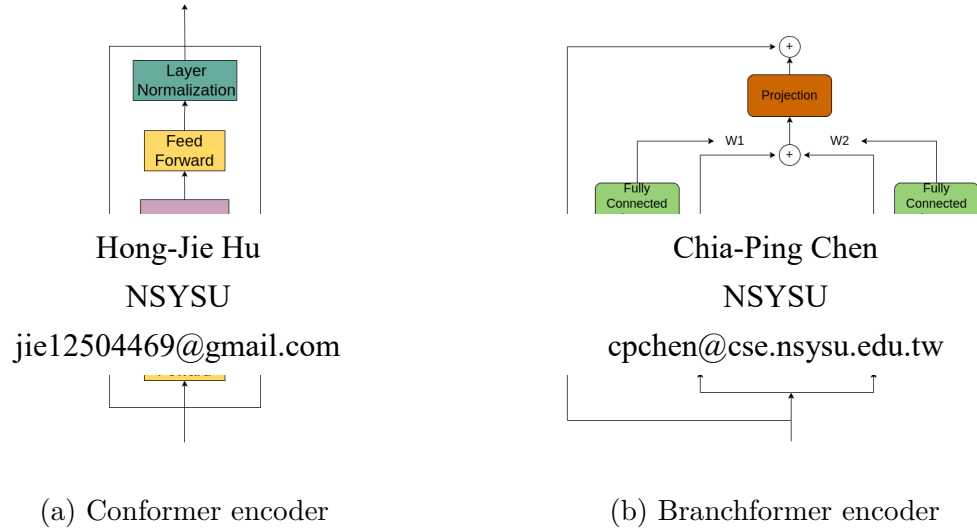 Layer
Normalization
Feed
Forward
Hong-Jie Hu
NSYSU
jie12504469@gmail.com
(a) Conformer encoder
+
Projection
W1
+
W2
Fully
Connected
Fully
Connected
Chia-Ping Chen
NSYSU
cpchen@cse.nsysu.edu.tw
(b) Branchformer encoder